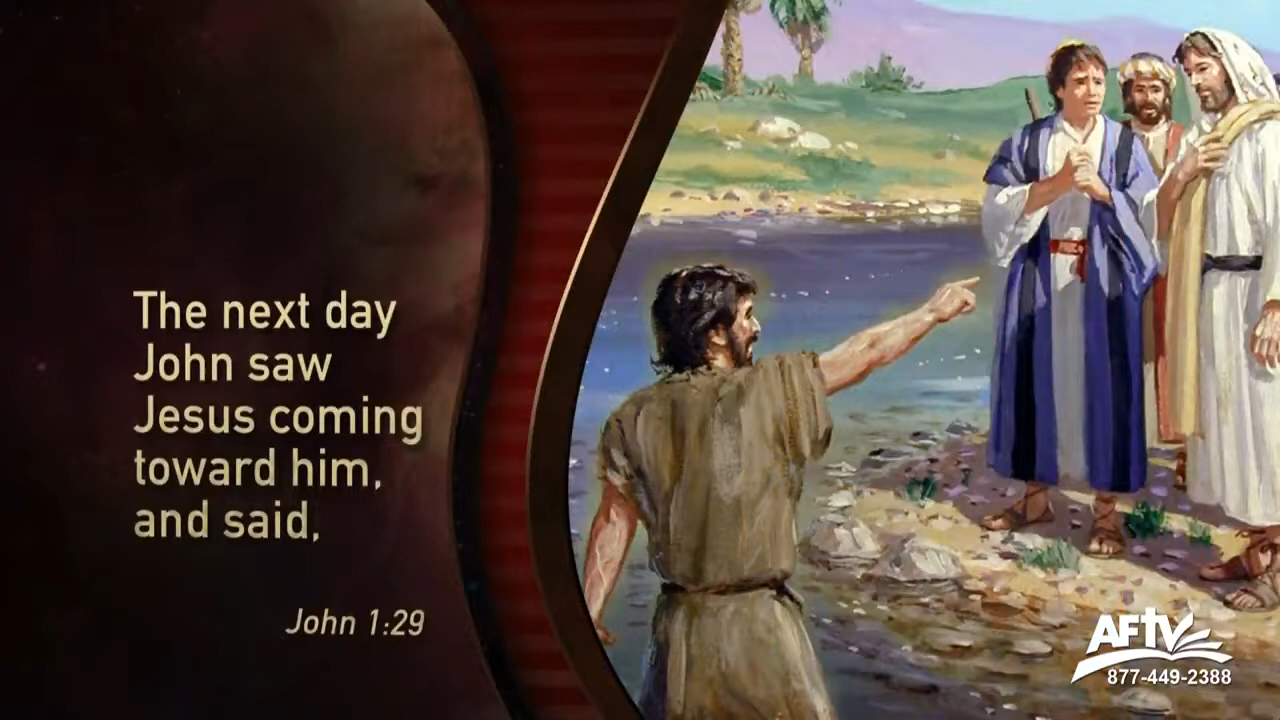 The next day
John saw
Jesus coming
toward him,
and said,
John 1:29
AFTV
877-449-2388